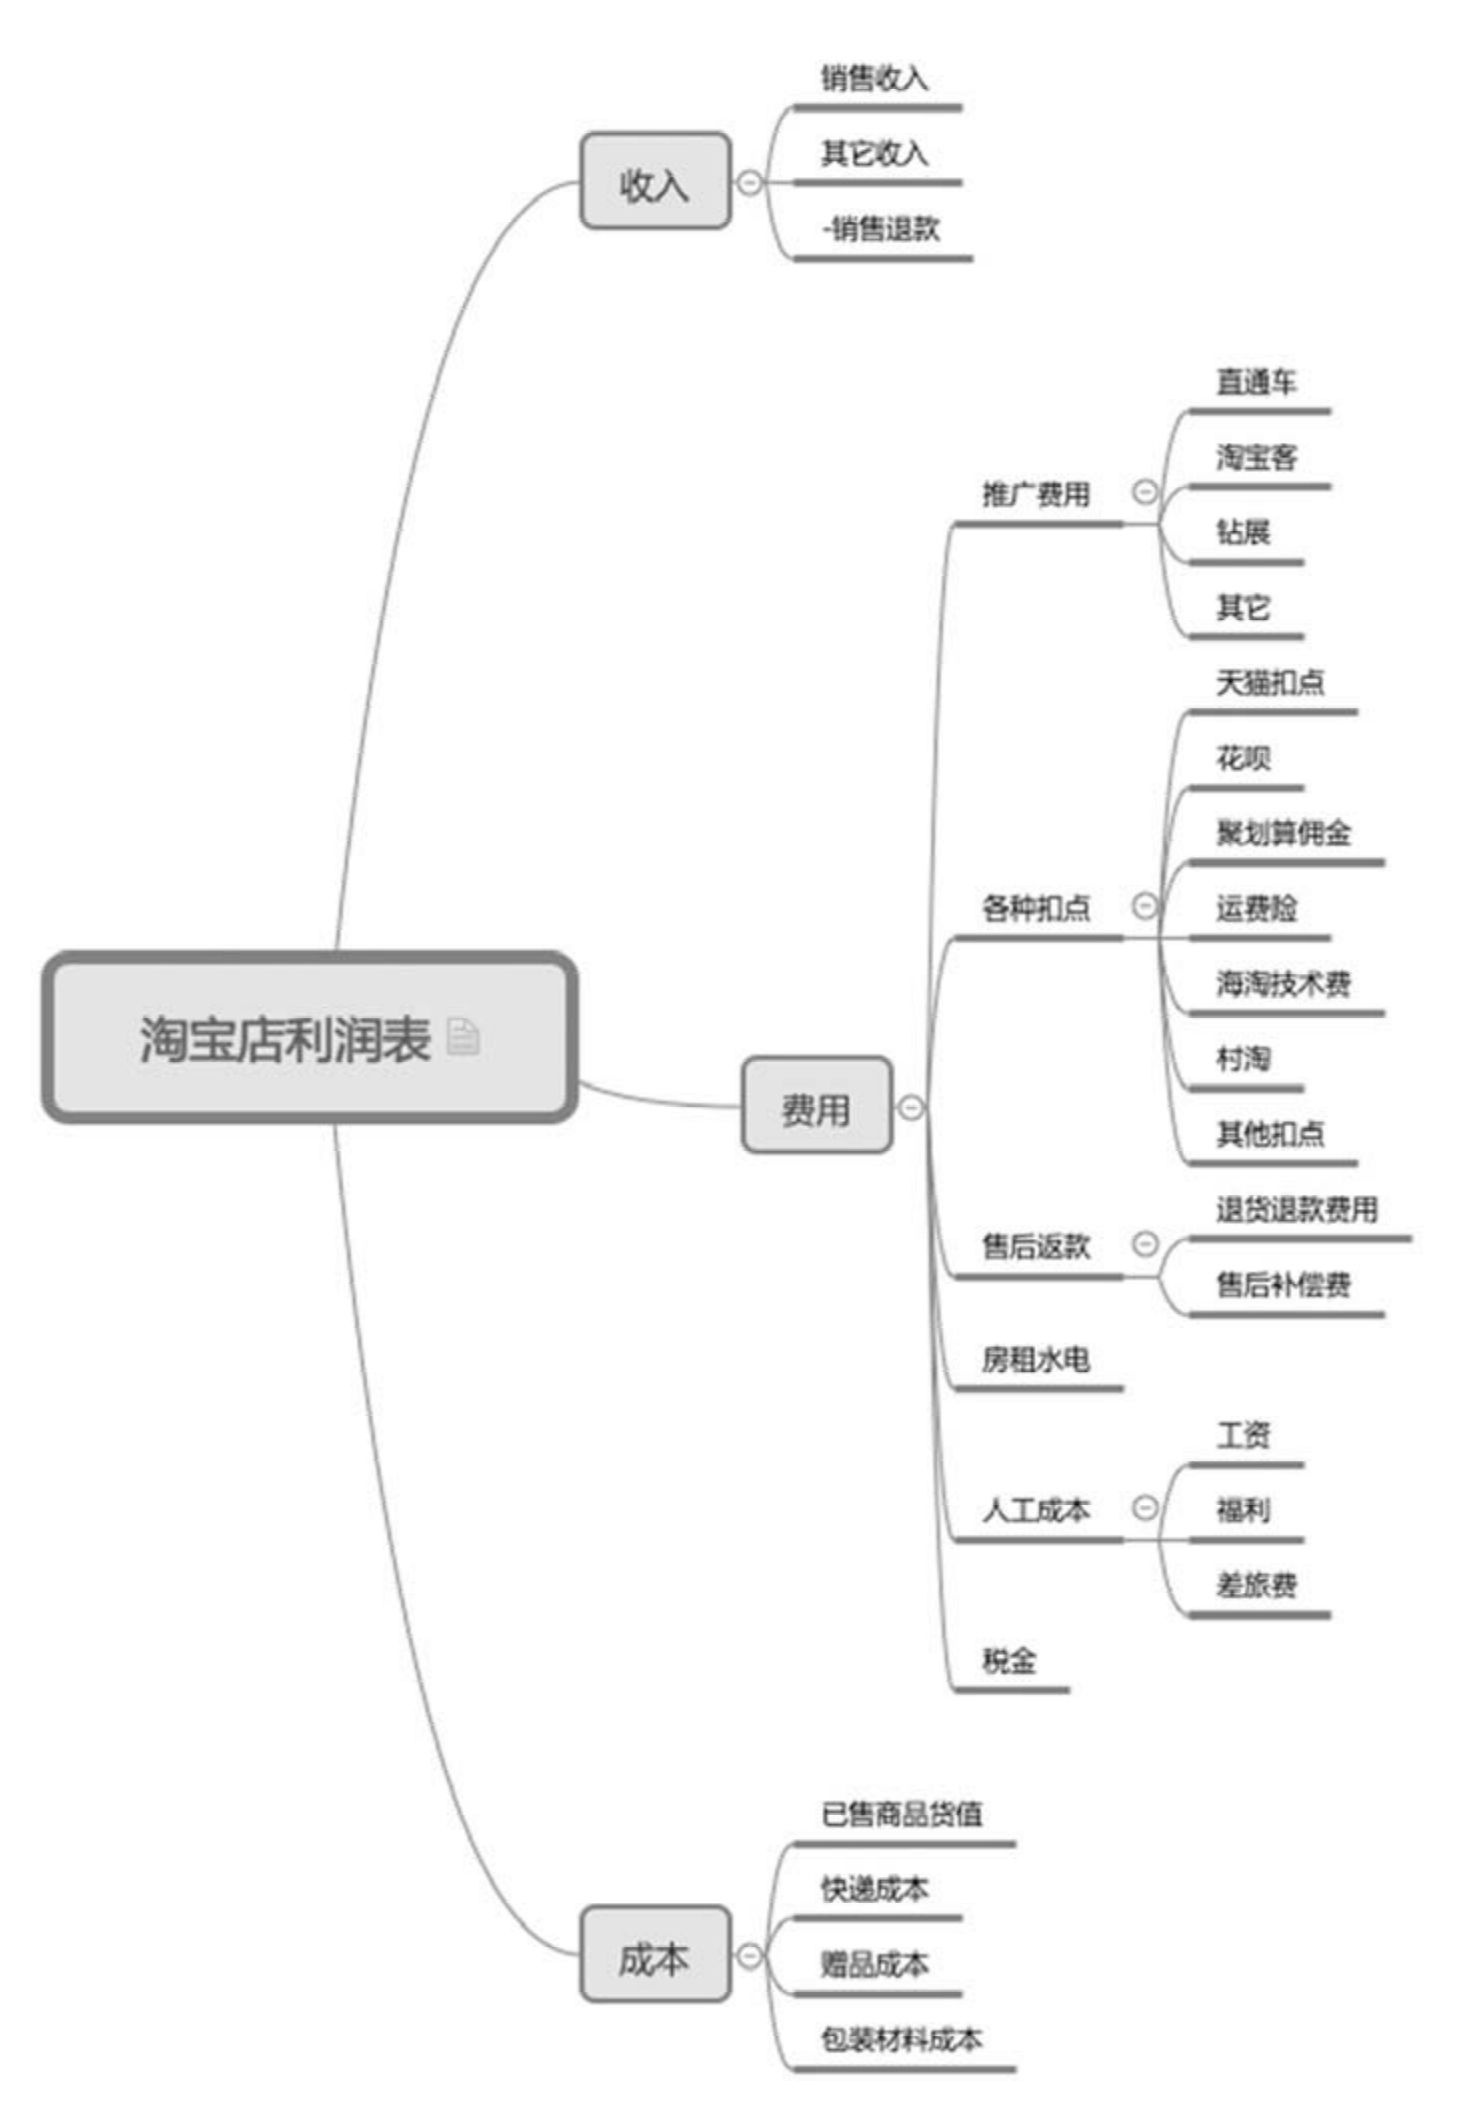 淘宝店利润表
收入
销售收入
其它收入
-销售退款
费用
推广费用
直通车
淘宝客
钻展
其它
各种扣点
天猫扣点
花呗
聚划算佣金
运费险
海淘技术费
村淘
其他扣点
售后返款
退货退款费用
售后补偿费
房租水电
人工成本
工资
福利
差旅费
税金
成本
已售商品货值
快递成本
赠品成本
包装材料成本